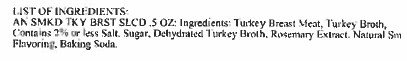 LIST OF INGREDIENTS:
AN SMKD TKY BRST SLCD .5 OZ: Ingredients: Turkey Breast Meat, Turkey Broth,
Contains 2% or less Salt, Sugar, Dehydrated Turkey Broth, Rosemary Extract, Natural Sm
Flavoring, Baking Soda.